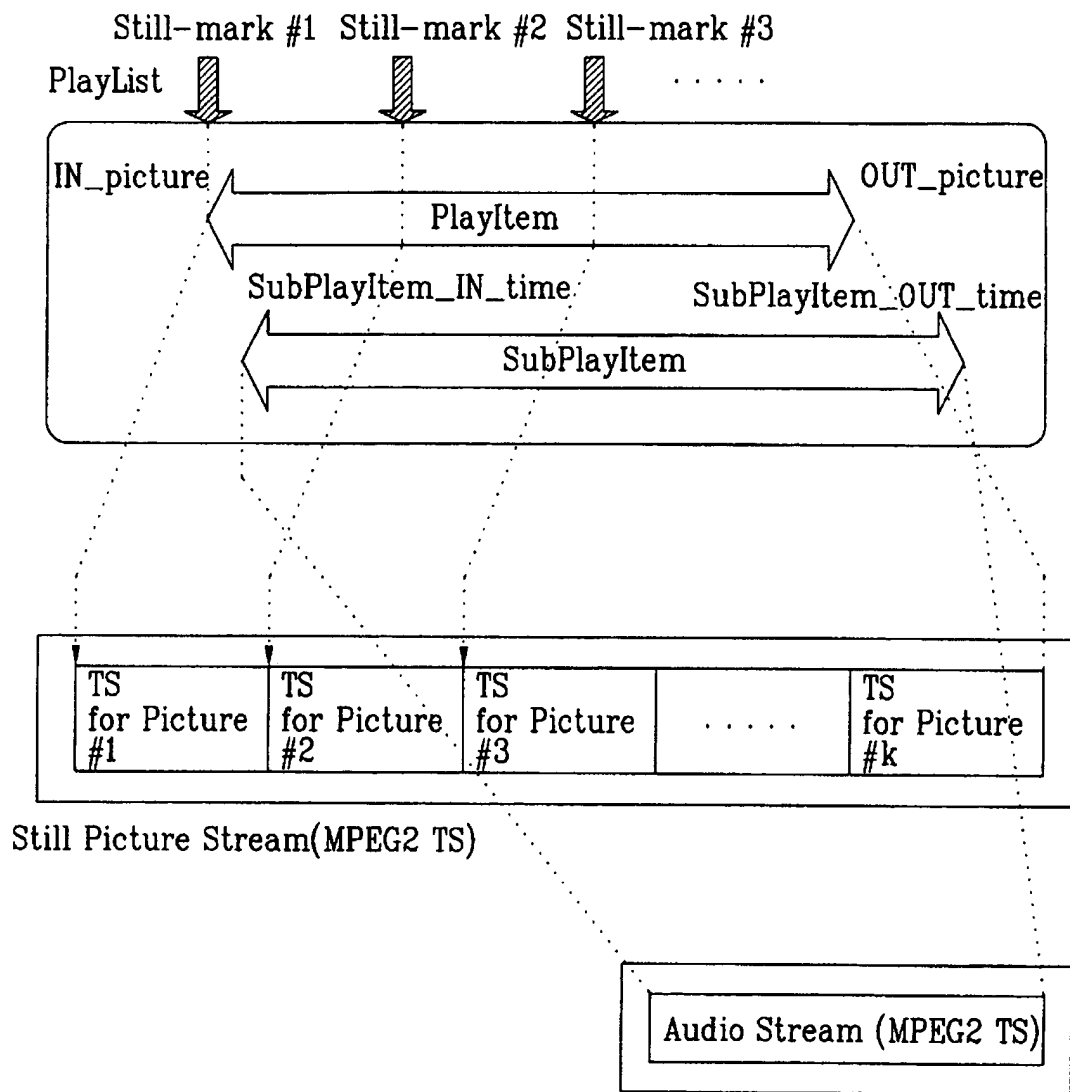 Still-mark #1 Still-mark #2 Still-mark #3
PlayList
. . . . .
IN_picture
OUT_picture
PlayItem
SubPlayItem_IN_time
SubPlayItem_OUT_time
SubPlayItem
TS
for Picture
#1
TS
for Picture
#2
TS
for Picture
#3
. . . . .
TS
for Picture
#k
Still Picture Stream(MPEG2 TS)
Audio Stream (MPEG2 TS)